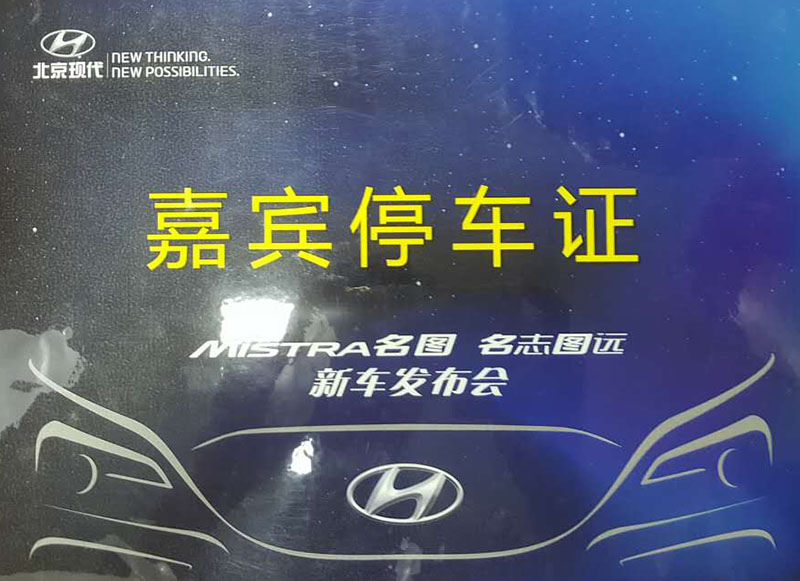 北京现代
NEW THINKING.
NEW POSSIBILITIES.
嘉宾停车证
MISTRA名图 名志图远
新车发布会